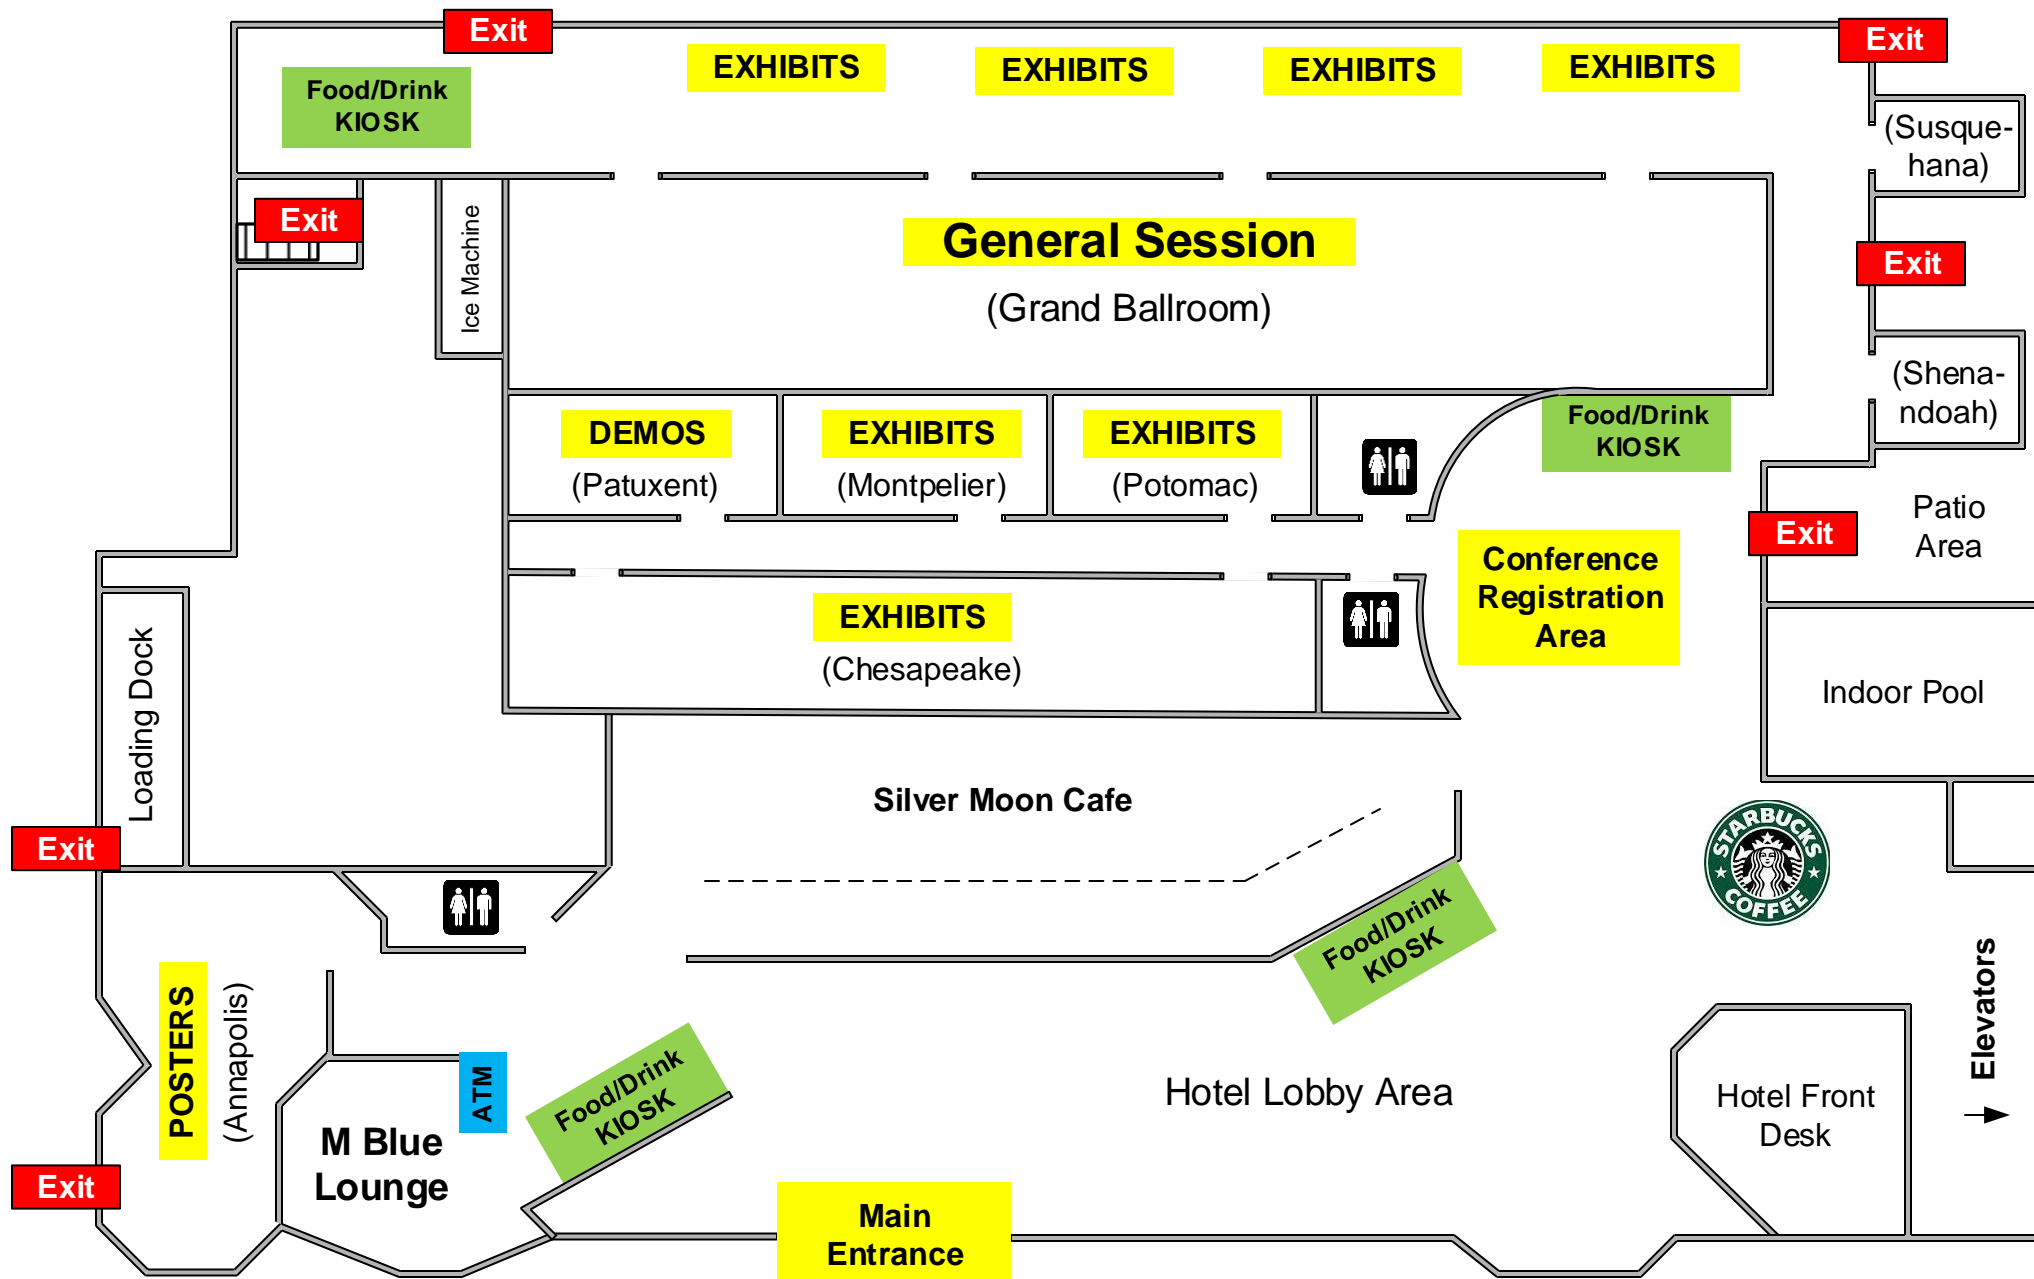 Exit
Exit
EXHIBITS
EXHIBITS
EXHIBITS
EXHIBITS
Food/Drink
KIOSK
(Susque-
hana)
Exit
Ice Machine
General Session
(Grand Ballroom)
Exit
(Shena-
ndoah)
DEMOS
(Patuxent)
EXHIBITS
(Montpelier)
EXHIBITS
(Potomac)
Food/Drink
KIOSK
Patio
Area
Exit
Conference
Registration
Area
EXHIBITS
(Chesapeake)
Loading Dock
Indoor Pool
Silver Moon Cafe
Exit
STARBUCKS
COFFEE
Food/Drink
KIOSK
Elevators
POSTERS
(Annapolis)
ATM
Food/Drink
KIOSK
Hotel Lobby Area
Hotel Front
Desk
M Blue
Lounge
Exit
Main
Entrance